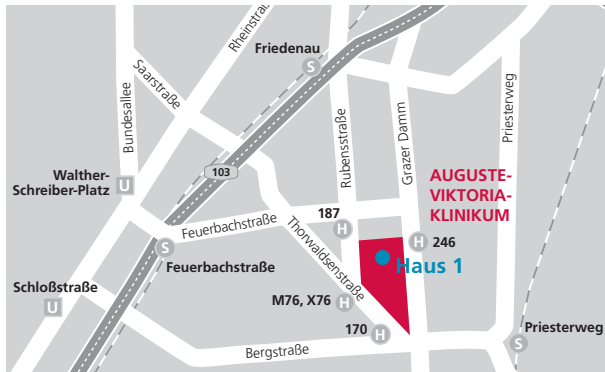 Friedenau
S
Rheinstraß
Saarstraße
Bundesallee
103
Walther-
Schreiber-Platz
U
Rubensstraße
Grazer Damm
Priesterweg
AUGUSTE-
VIKTORIA-
KLINIKUM
187
H
Feuerbachstraße
S
Feuerbachstraße
Thorwaldsenstraße
H
246
Haus 1
Schloßstraße
U
M76, X76
H
170
H
Bergstraße
Priesterweg
S